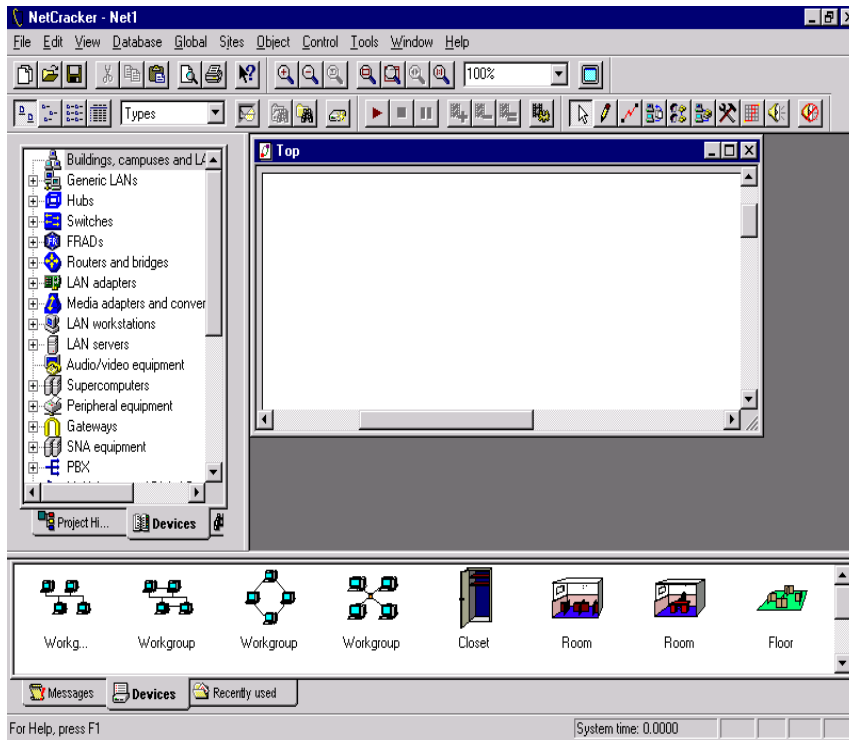 NetCracker - Net1
File Edit View Database Global Sites Object Control Tools Window Help
100%
Types
Top
Buildings, campuses and LA
Generic LANs
Hubs
Switches
FRADs
Routers and bridges
LAN adapters
Media adapters and conver
LAN workstations
LAN servers
Audio/video equipment
Supercomputers
Peripheral equipment
Gateways
SNA equipment
PBX
Project Hi... Devices
Workg... Workgroup Workgroup Workgroup Closet Room Room Floor
Messages Devices Recently used
For Help, press F1 System time: 0.0000